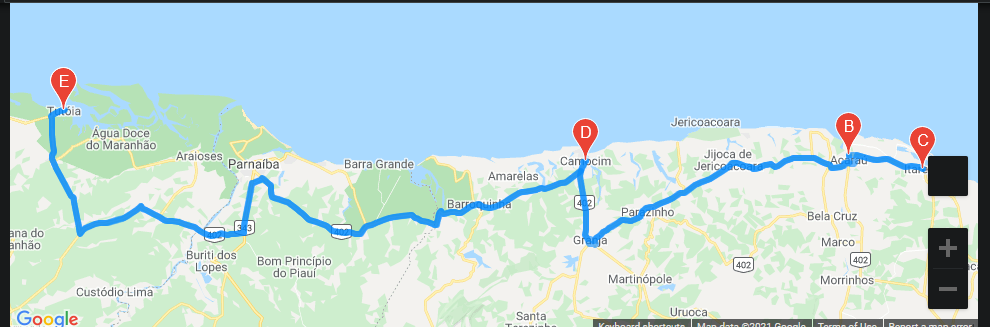 E
Tutóia
Água Doce
do Maranhão
Araioses
Parnaíba
Barra Grande
D
Camocim
Amarelas
Barroquinha
402
Granja
Parazinho
Jericoacoara
Jijoca de
Jericoacoara
B
Acaraú
C
Itare
Bela Cruz
Marco
402
Morrinhos
402
Martinópole
Uruoca
Santa
ana do
anhão
402
343
Buriti dos
Lopes
402
Bom Princípio
do Piauí
Custódio Lima
+
−
Google
Keyboard shortcuts
Map data ©2021 Google
Terms of Use
Report a map error